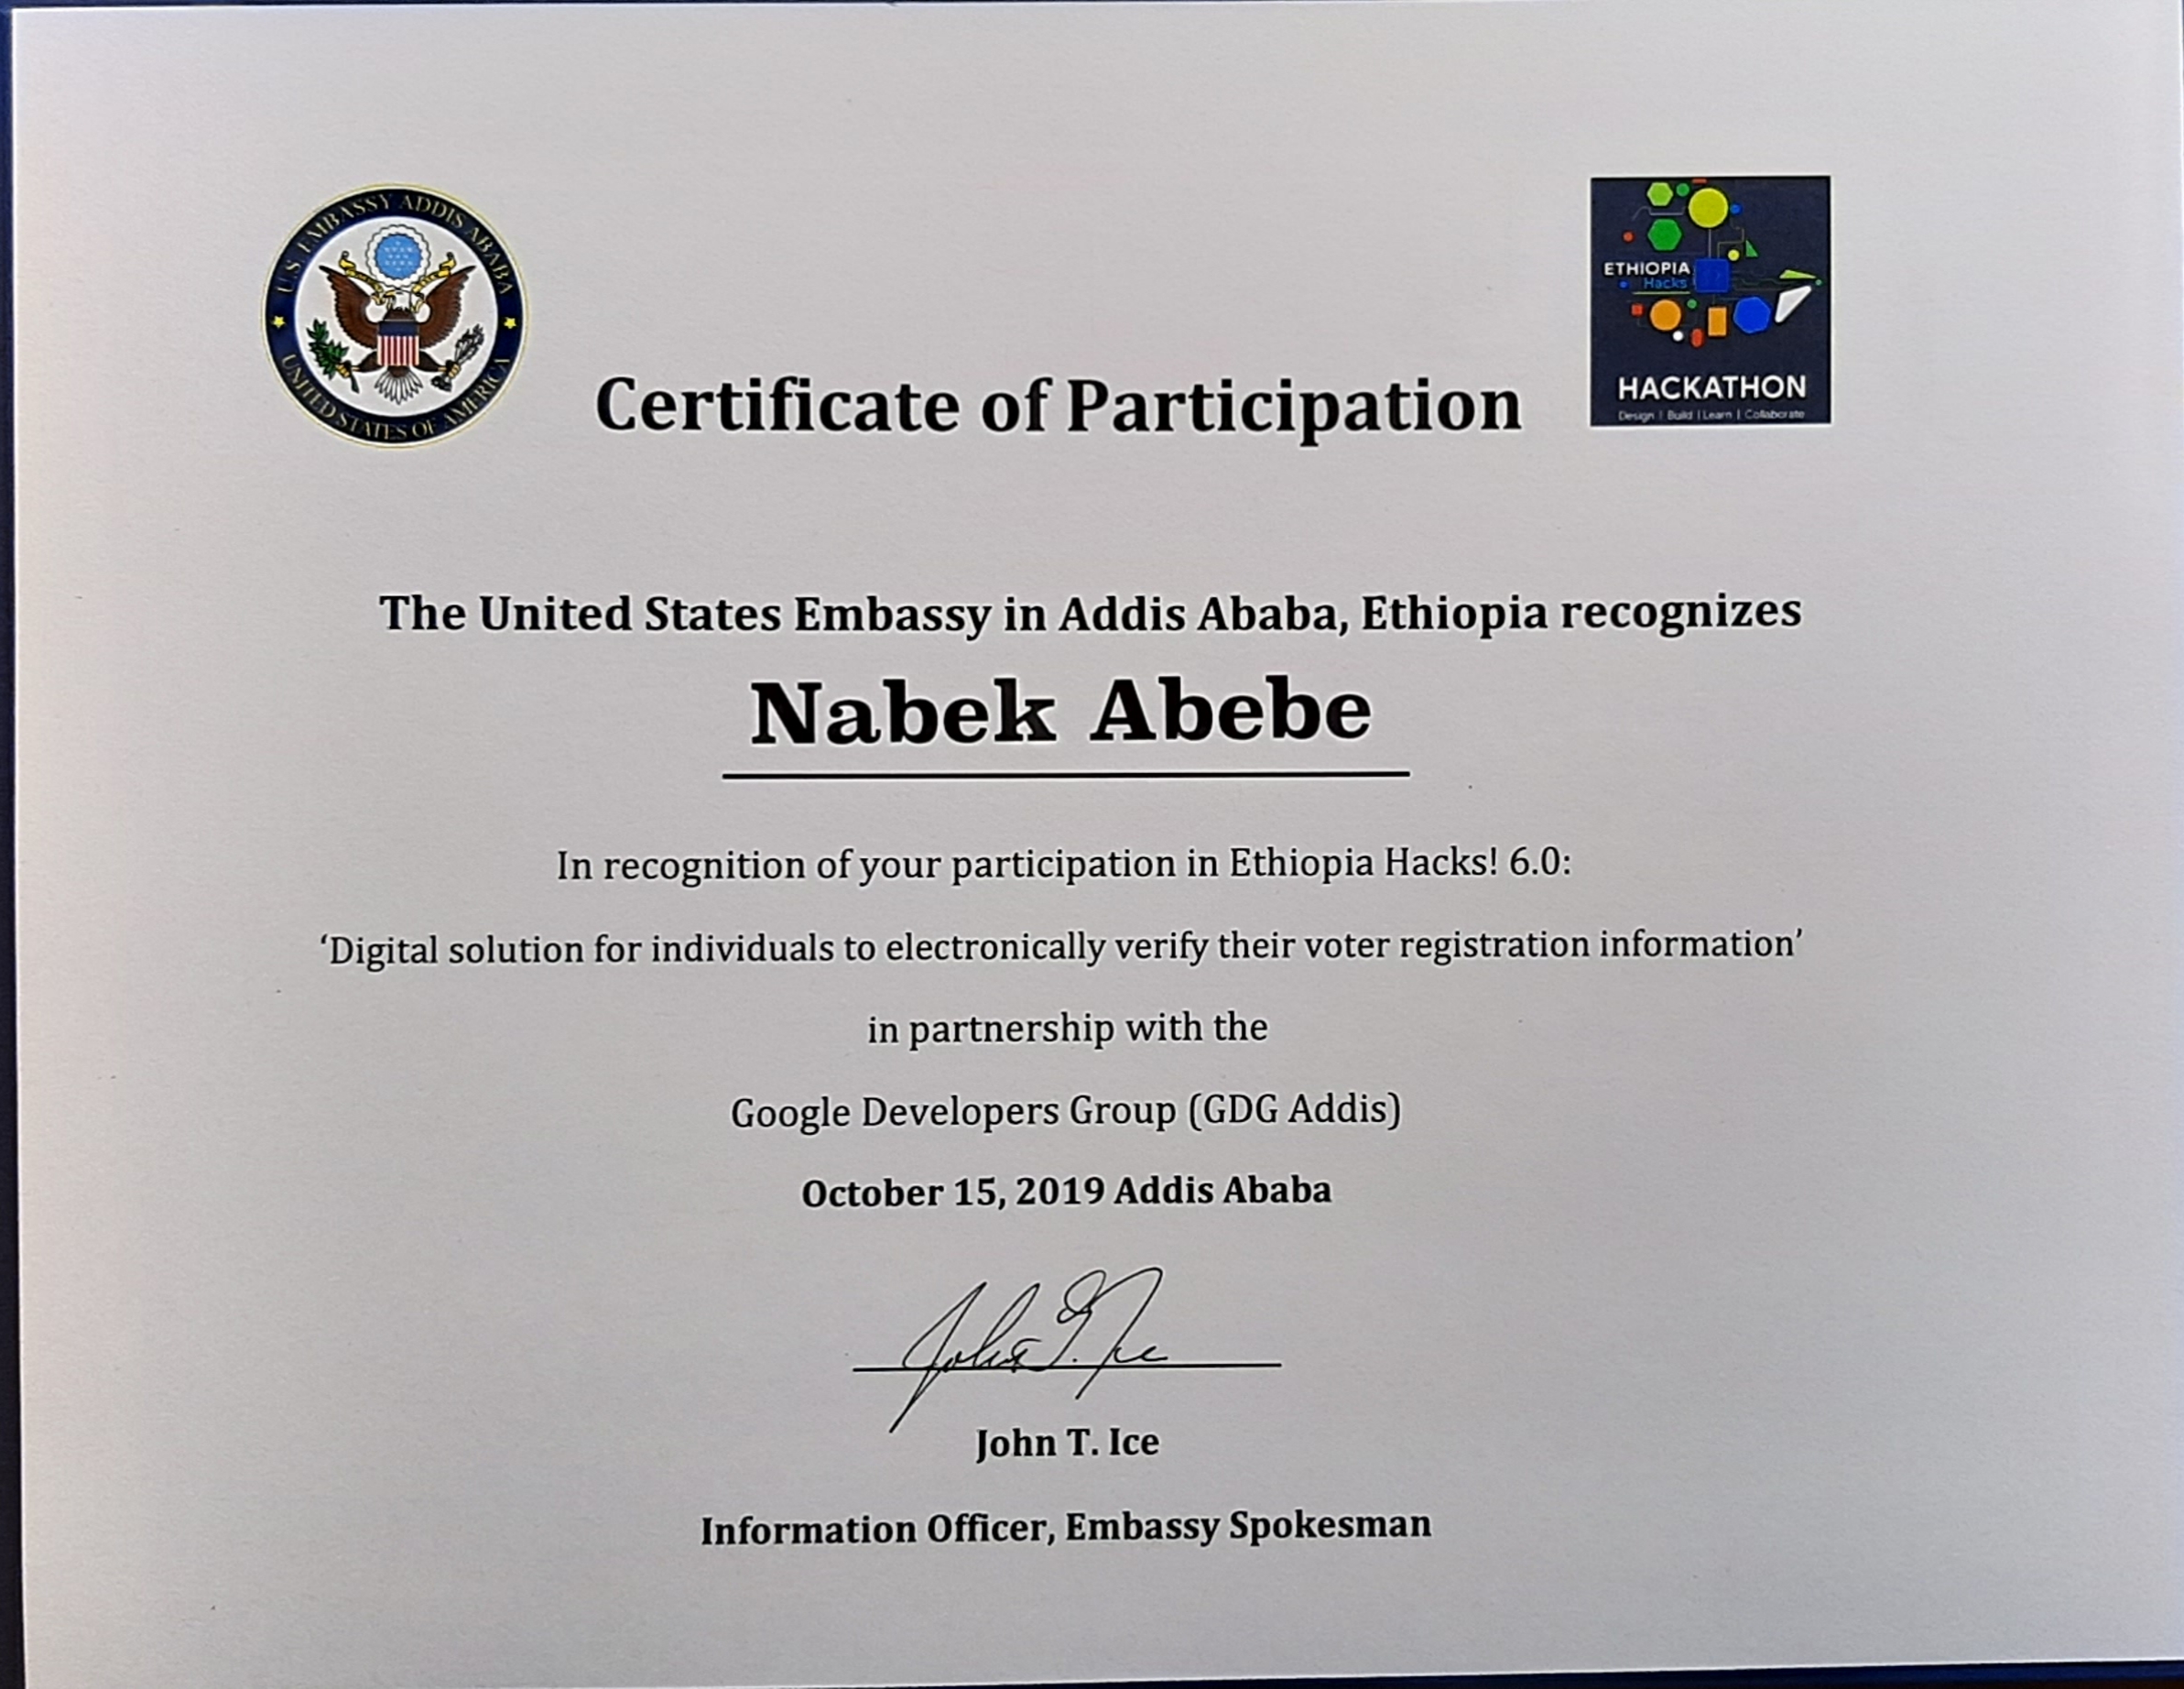 U.S. EMBASSY ADDIS ABABA
UNITED STATES OF AMERICA
ETHIOPIA
Hacks
HACKATHON
Design | Build | Learn | Collaborate
Certificate of Participation
The United States Embassy in Addis Ababa, Ethiopia recognizes
Nabek Abebe
In recognition of your participation in Ethiopia Hacks! 6.0:
‘Digital solution for individuals to electronically verify their voter registration information’
in partnership with the
Google Developers Group (GDG Addis)
October 15, 2019 Addis Ababa
John T. Ice
John T. Ice
Information Officer, Embassy Spokesman